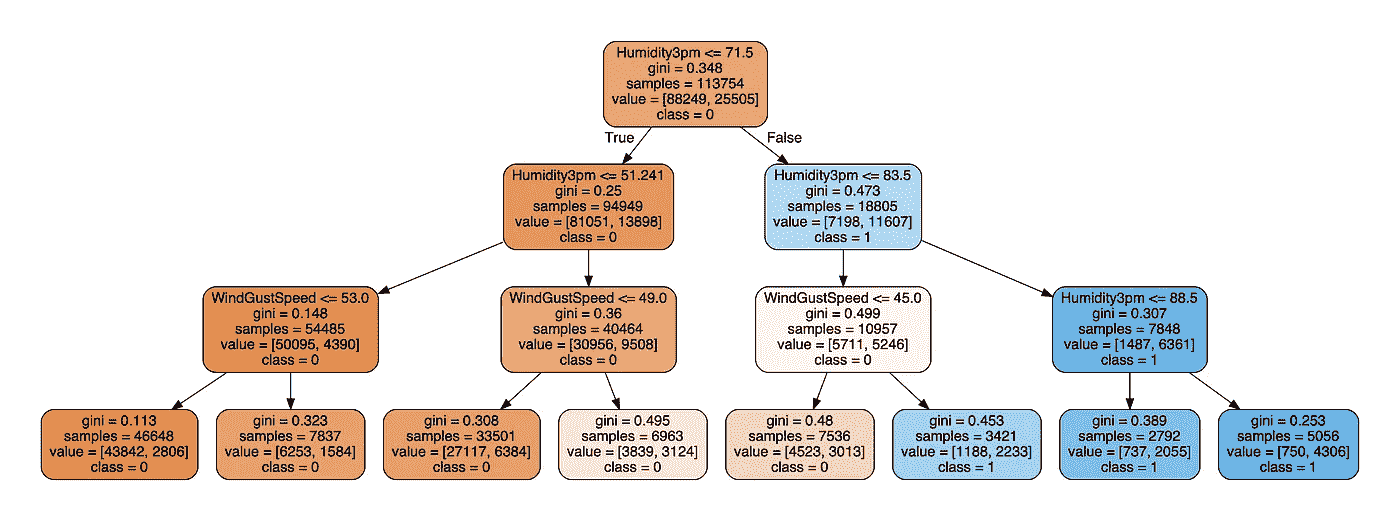 Humidity3pm <= 71.5
gini = 0.348
samples = 113754
value = [88249, 25505]
class = 0
True
False
Humidity3pm <= 51.241
gini = 0.25
samples = 94949
value = [81051, 13898]
class = 0
Humidity3pm <= 83.5
gini = 0.473
samples = 18805
value = [7198, 11607]
class = 1
WindGustSpeed <= 53.0
gini = 0.148
samples = 54485
value = [50095, 4390]
class = 0
WindGustSpeed <= 49.0
gini = 0.36
samples = 40464
value = [30956, 9508]
class = 0
WindGustSpeed <= 45.0
gini = 0.499
samples = 10957
value = [5711, 5246]
class = 0
Humidity3pm <= 88.5
gini = 0.307
samples = 7848
value = [1487, 6361]
class = 1
gini = 0.113
samples = 46648
value = [43842, 2806]
class = 0
gini = 0.323
samples = 7837
value = [6253, 1584]
class = 0
gini = 0.308
samples = 33501
value = [27117, 6384]
class = 0
gini = 0.495
samples = 6963
value = [3839, 3124]
class = 0
gini = 0.48
samples = 7536
value = [4523, 3013]
class = 0
gini = 0.453
samples = 3421
value = [1188, 2233]
class = 1
gini = 0.389
samples = 2792
value = [737, 2055]
class = 1
gini = 0.253
samples = 5056
value = [750, 4306]
class = 1